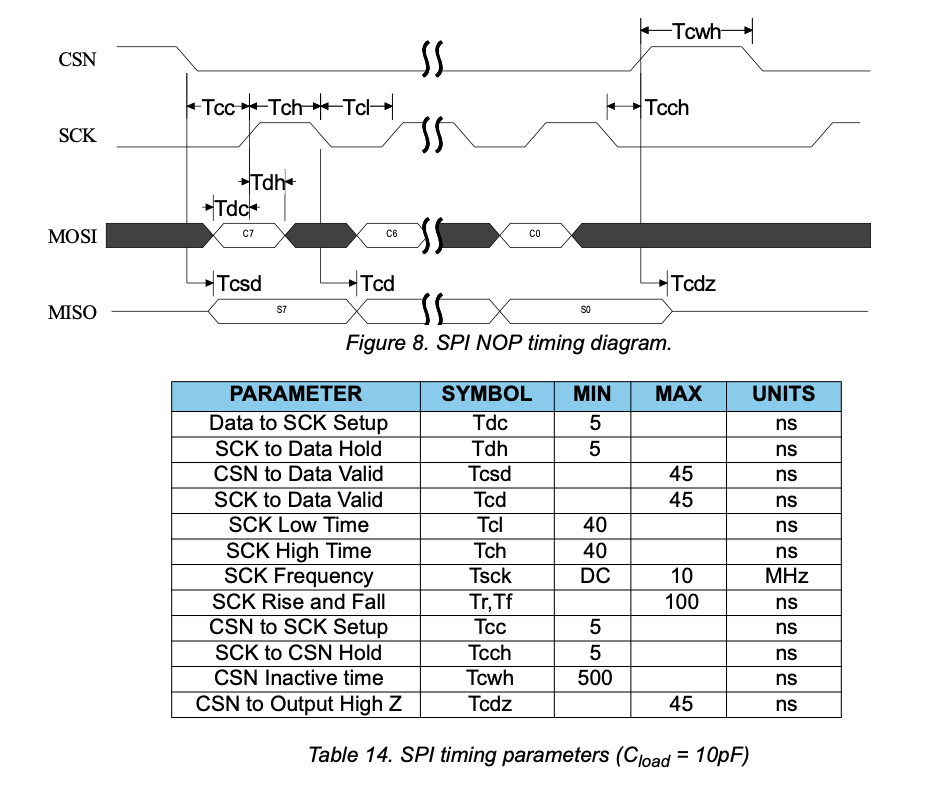 Tcwh
CSN
Tcc Tch Tcl Tcch
SCK
Tdh
Tdc
MOSI C7 C6 C0
Tcsd Tcd Tcdz
MISO S7 S0
Figure 8. SPI NOP timing diagram.
PARAMETER SYMBOL MIN MAX UNITS
Data to SCK Setup Tdc 5 ns
SCK to Data Hold Tdh 5 ns
CSN to Data Valid Tcsd 45 ns
SCK to Data Valid Tcd 45 ns
SCK Low Time Tcl 40 ns
SCK High Time Tch 40 ns
SCK Frequency Tsck DC 10 MHz
SCK Rise and Fall Tr,Tf 100 ns
CSN to SCK Setup Tcc 5 ns
SCK to CSN Hold Tcch 5 ns
CSN Inactive time Tcwh 500 ns
CSN to Output High Z Tcdz 45 ns
Table 14. SPI timing parameters (Cload = 10pF)